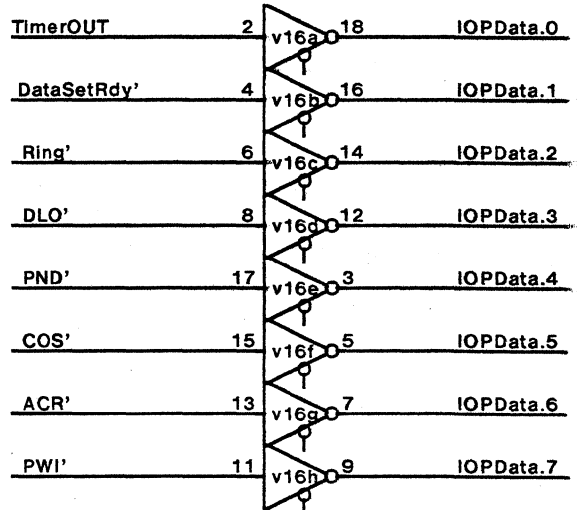 TimerOUT 2 v16a 18 IOPData.0
DataSetRdy' 4 v16b 16 IOPData.1
Ring' 6 v16c 14 IOPData.2
DLO' 8 v16d 12 IOPData.3
PND' 17 v16e 3 IOPData.4
COS' 15 v16f 5 IOPData.5
ACR' 13 v16g 7 IOPData.6
PWI' 11 v16h 9 IOPData.7